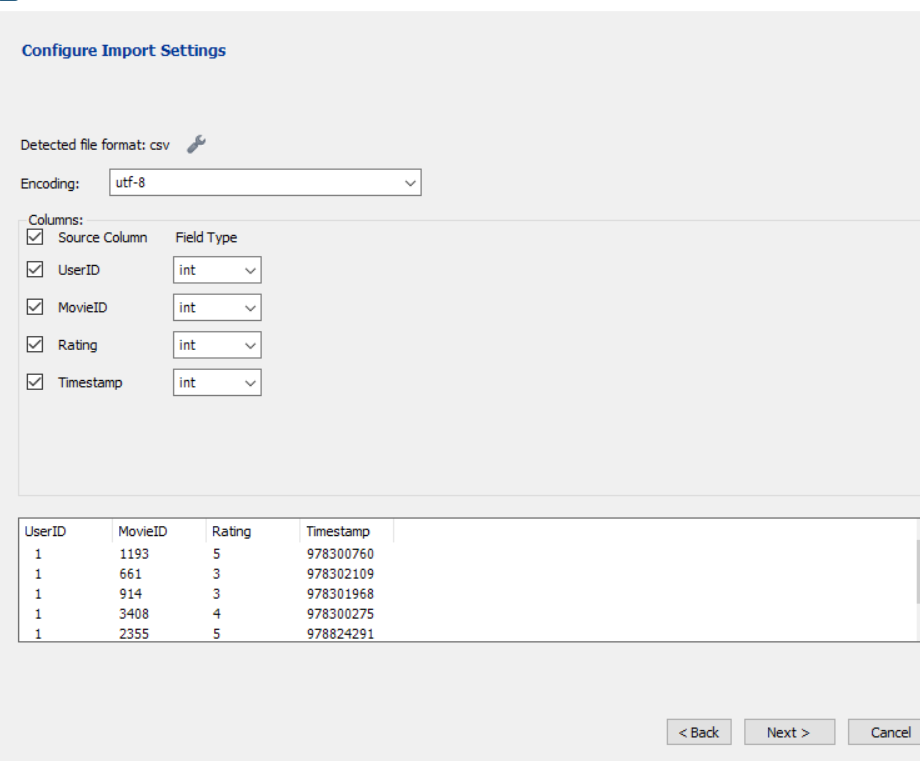 Configure Import Settings
Detected file format: csv
Encoding: utf-8
Columns:
Source Column Field Type
UserID int
MovieID int
Rating int
Timestamp int
UserID MovieID Rating Timestamp
1 1193 5 978300760
1 661 3 978302109
1 914 3 978301968
1 3408 4 978300275
1 2355 5 978824291
< Back Next > Cancel